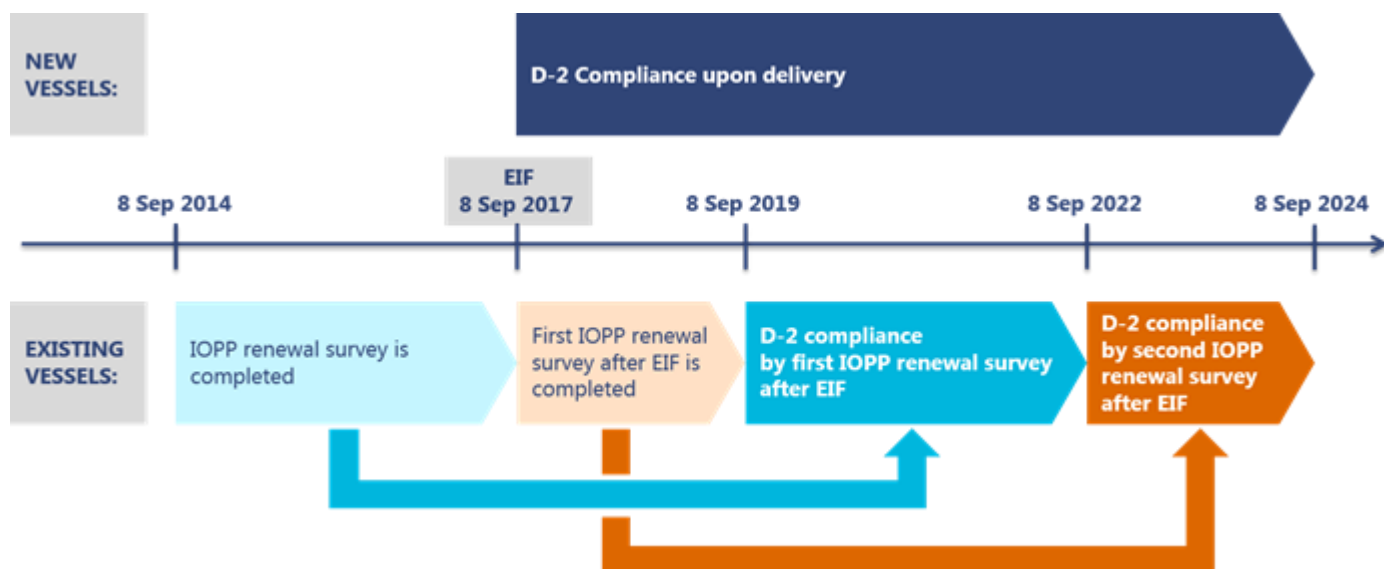 NEW
VESSELS:
D-2 Compliance upon delivery
EIF
8 Sep 2014
8 Sep 2017
8 Sep 2019
8 Sep 2022
8 Sep 2024
EXISTING
VESSELS:
IOPP renewal survey is
completed
First IOPP renewal
survey after EIF is
completed
D-2 compliance
by first IOPP renewal survey
after EIF
D-2 compliance
by second IOPP
renewal survey
after EIF